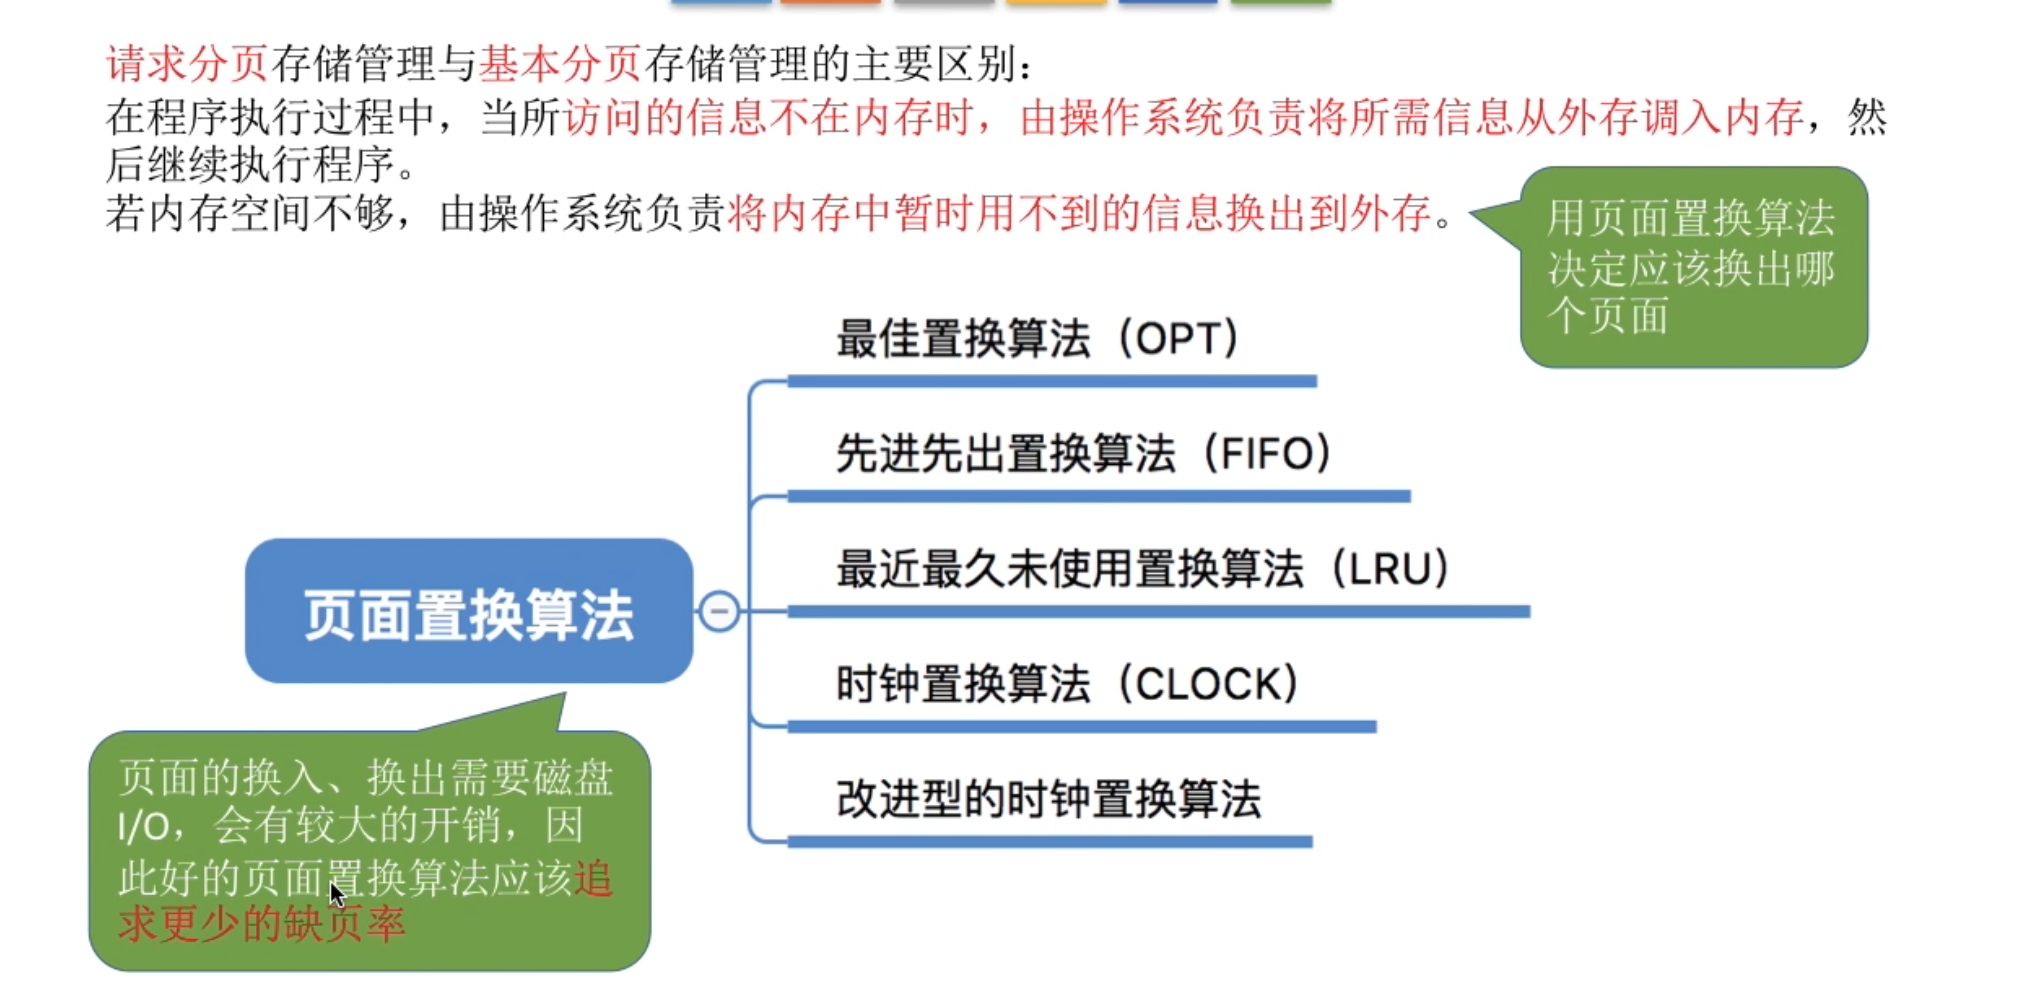 请求分页存储管理与基本分页存储管理的主要区别：
在程序执行过程中，当所访问的信息不在内存时，由操作系统负责将所需信息从外存调入内存，然
后继续执行程序。
若内存空间不够，由操作系统负责将内存中暂时用不到的信息换出到外存。
用页面置换算法
决定应该换出哪
个页面
最佳置换算法（OPT）
先进先出置换算法（FIFO）
最近最久未使用置换算法（LRU）
时钟置换算法（CLOCK）
改进型的时钟置换算法
页面置换算法
页面的换入、换出需要磁盘
I/O，会有较大的开销，因
此好的页面置换算法应该追
求更少的缺页率